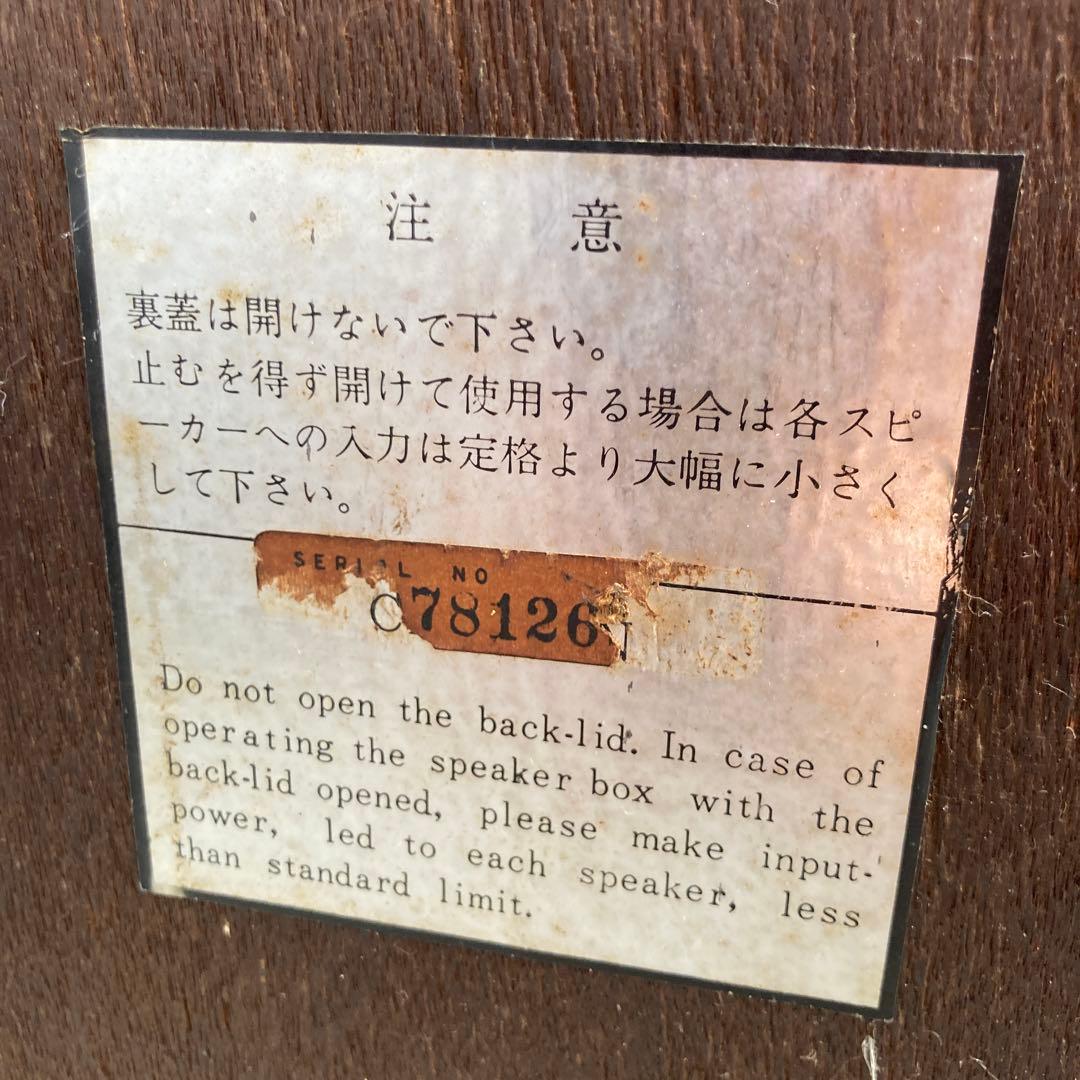 注 意
裏蓋は開けないで下さい。
止むを得ず開けて使用する場合は各スピ
ーカーへの入力は定格より大幅に小さく
して下さい。
SERIAL NO
C78126
Do not open the back-lid. In case of
operating the speaker box with the
back-lid opened, please make input-
power, led to each speaker, less
than standard limit.